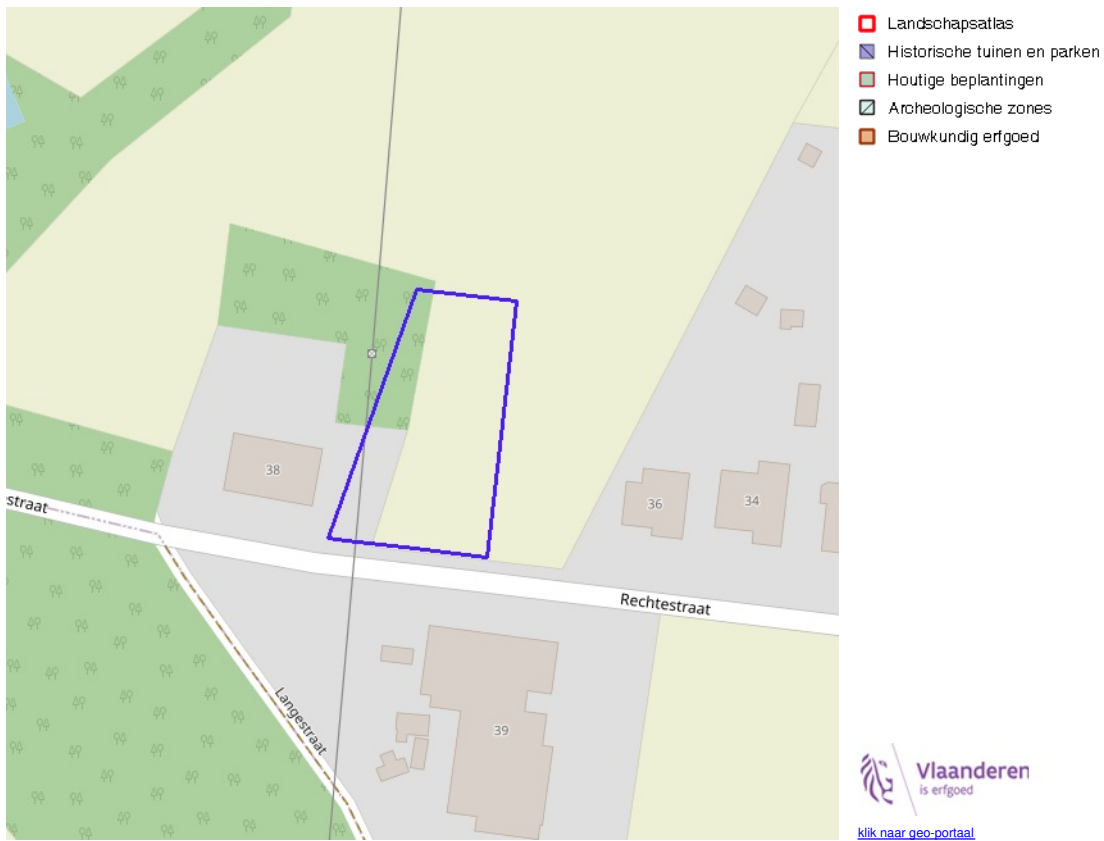 Landschapsatlas
Historische tuinen en parken
Houtige beplantingen
Archeologische zones
Bouwkundig erfgoed
38
36
34
straat
Rechtestraat
Langestraat
39
Vlaanderen
is erfgoed
klik naar geo-portaal